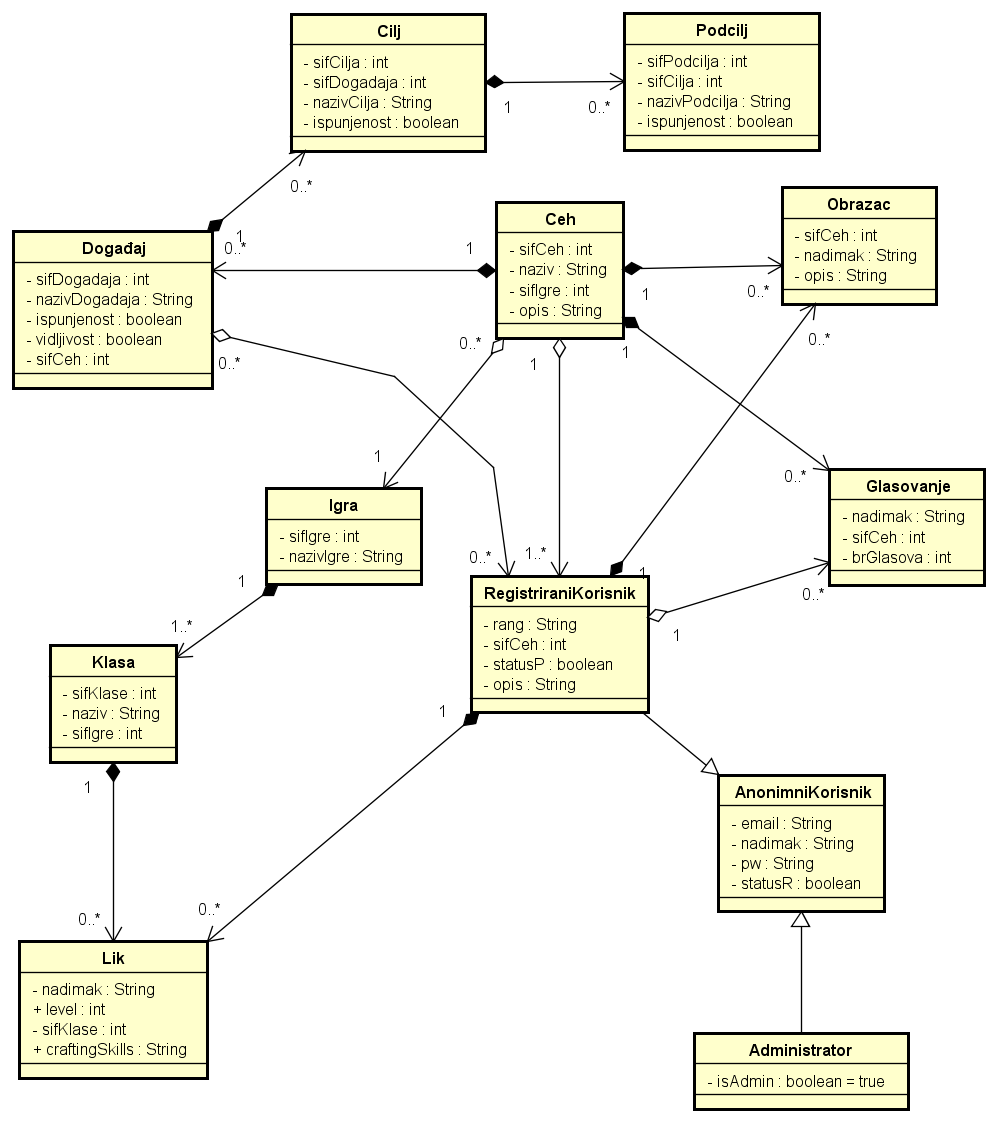 Cilj
- sifCilja : int
- sifDogadaja : int
- nazivCilja : String
- ispunjenost : boolean
Podcilj
- sifPodcilja : int
- sifCilja : int
- nazivPodcilja : String
- ispunjenost : boolean
1
0..*
0..*
1
Događaj
- sifDogadaja : int
- nazivDogadaja : String
- ispunjenost : boolean
- vidljivost : boolean
- sifCeh : int
0..*
1
0..*
Ceh
- sifCeh : int
- naziv : String
- sifIgre : int
- opis : String
Obrazac
- sifCeh : int
- nadimak : String
- opis : String
1
0..*
0..*
1
1
0..*
1
0..*
Igra
- sifIgre : int
- nazivIgre : String
Glasovanje
- nadimak : String
- sifCeh : int
- brGlasova : int
0..*
1..*
1
0..*
1
RegistriraniKorisnik
- rang : String
- sifCeh : int
- statusP : boolean
- opis : String
1
1..*
Klasa
- sifKlase : int
- naziv : String
- sifIgre : int
1
1
0..*
0..*
AnonimniKorisnik
- email : String
- nadimak : String
- pw : String
- statusR : boolean
Lik
- nadimak : String
+ level : int
- sifKlase : int
+ craftingSkills : String
Administrator
- isAdmin : boolean = true